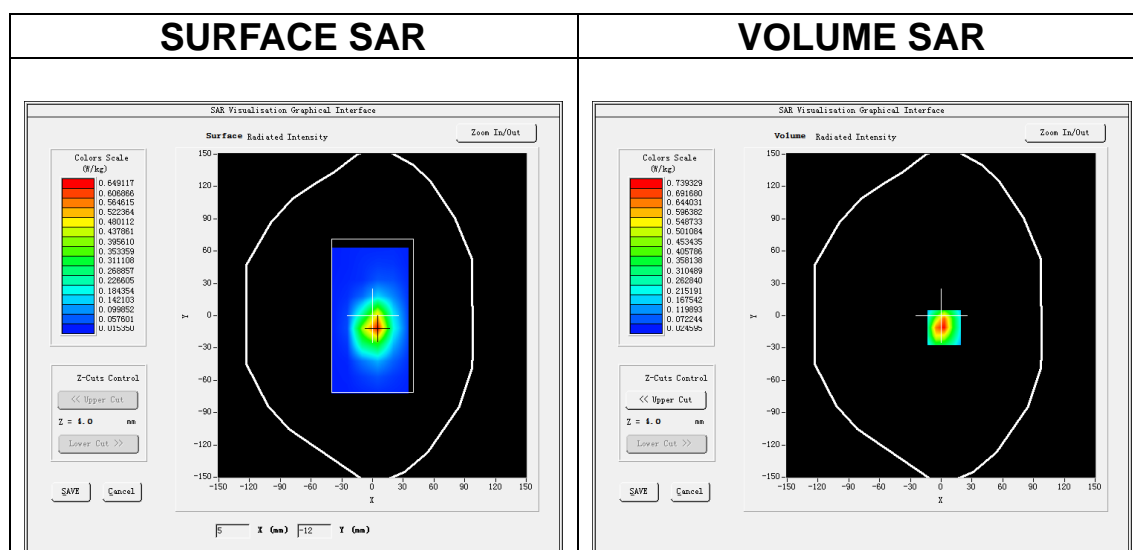 SURFACE SAR
VOLUME SAR
SAR Visualisation Graphical Interface
Surface Radiated Intensity
Zoom In/Out
Colors Scale
(W/kg)
0.649117
0.606866
0.564615
0.522364
0.480112
0.437861
0.395610
0.353359
0.311108
0.268857
0.226605
0.184354
0.142103
0.099852
0.057601
0.015350
Z-Cuts Control
<< Upper Cut
Z = 4.0 mm
Lower Cut >>
SAVE
Cancel
150
120
90
60
30
0
-30
-60
-90
-120
-150
Y
-150 -120 -90 -60 -30 0 30 60 90 120 150
X
5 X (mm) -12 Y (mm)
SAR Visualisation Graphical Interface
Volume Radiated Intensity
Zoom In/Out
Colors Scale
(W/kg)
0.739329
0.691680
0.644031
0.596382
0.548733
0.501084
0.453435
0.405786
0.358138
0.310489
0.262840
0.215191
0.167542
0.119893
0.072244
0.024595
Z-Cuts Control
<< Upper Cut
Z = 4.0 mm
Lower Cut >>
SAVE
Cancel
150
120
90
60
30
0
-30
-60
-90
-120
-150
Y
-150 -120 -90 -60 -30 0 30 60 90 120 150
X